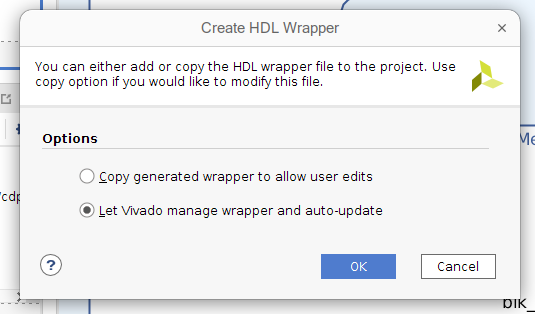 Create HDL Wrapper
You can either add or copy the HDL wrapper file to the project. Use
copy option if you would like to modify this file.
Options
Copy generated wrapper to allow user edits
Let Vivado manage wrapper and auto-update
?
OK
Cancel
/cdp
Me
blk_